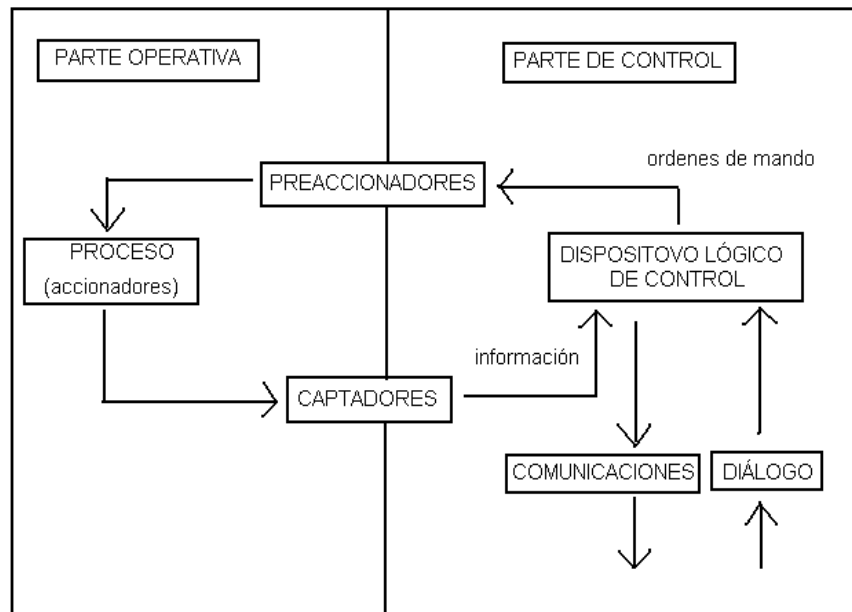 PARTE OPERATIVA
PARTE DE CONTROL
ordenes de mando
PREACCIONADORES
PROCESO
(accionadores)
DISPOSITOVO LÓGICO
DE CONTROL
información
CAPTADORES
COMUNICACIONES
DIÁLOGO